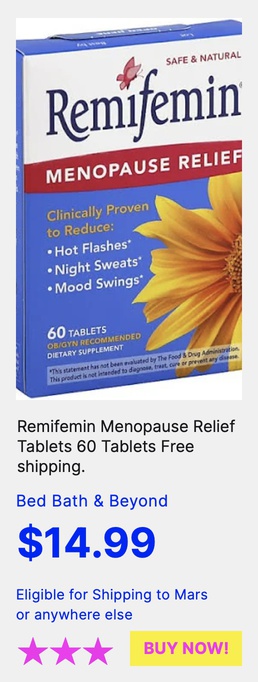 SAFE & NATURAL
Remifemin
MENOPAUSE RELIEF
Clinically Proven
to Reduce:
• Hot Flashes*
• Night Sweats*
• Mood Swings*
60 TABLETS
OB/GYN RECOMMENDED
DIETARY SUPPLEMENT
*This statement has not been evaluated by The Food & Drug Administration.
This product is not intended to diagnose, treat, cure or prevent any disease.
Remifemin Menopause Relief
Tablets 60 Tablets Free
shipping.
Bed Bath & Beyond
$14.99
Eligible for Shipping to Mars
or anywhere else
BUY NOW!